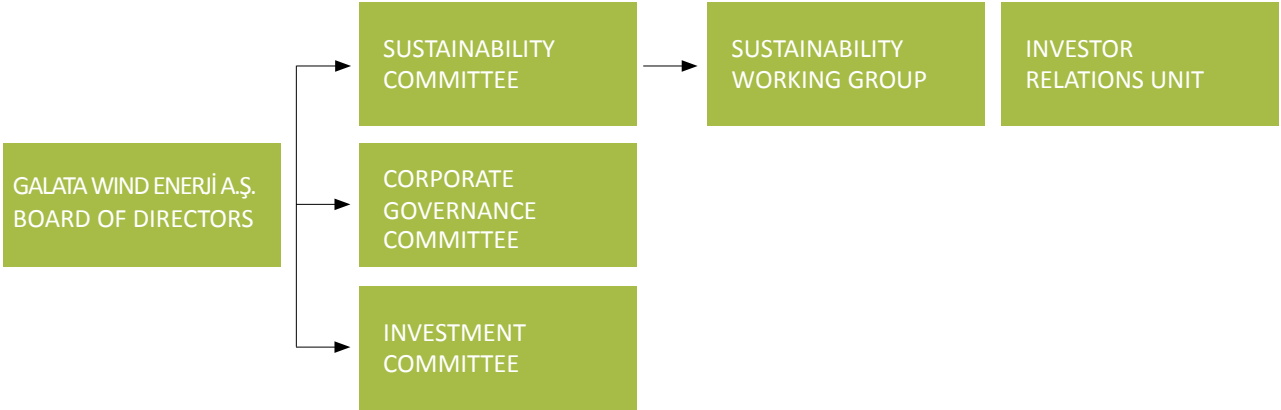 GALATA WIND ENERJİ A.Ş.
BOARD OF DIRECTORS
SUSTAINABILITY
COMMITTEE
SUSTAINABILITY
WORKING GROUP
INVESTOR
RELATIONS UNIT
CORPORATE
GOVERNANCE
COMMITTEE
INVESTMENT
COMMITTEE